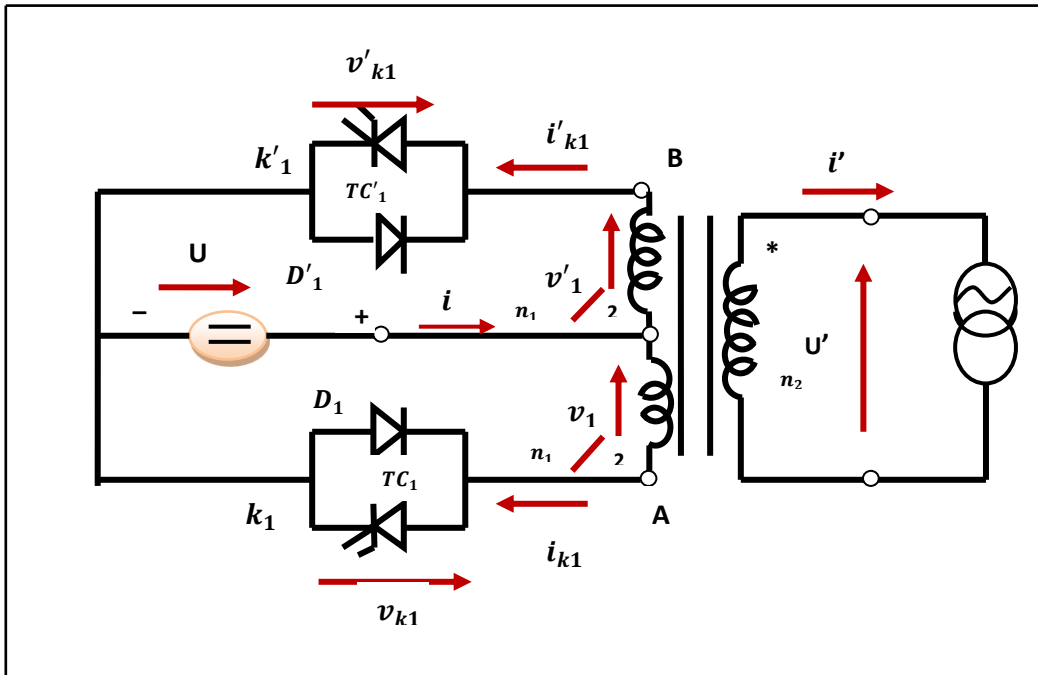 v'k1
k'1
i'k1
B
i'
TC'1
*
U
D'1
v'1
i
n1
2
−
+
U'
n2
D1
v1
n1
2
TC1
k1
A
ik1
vk1